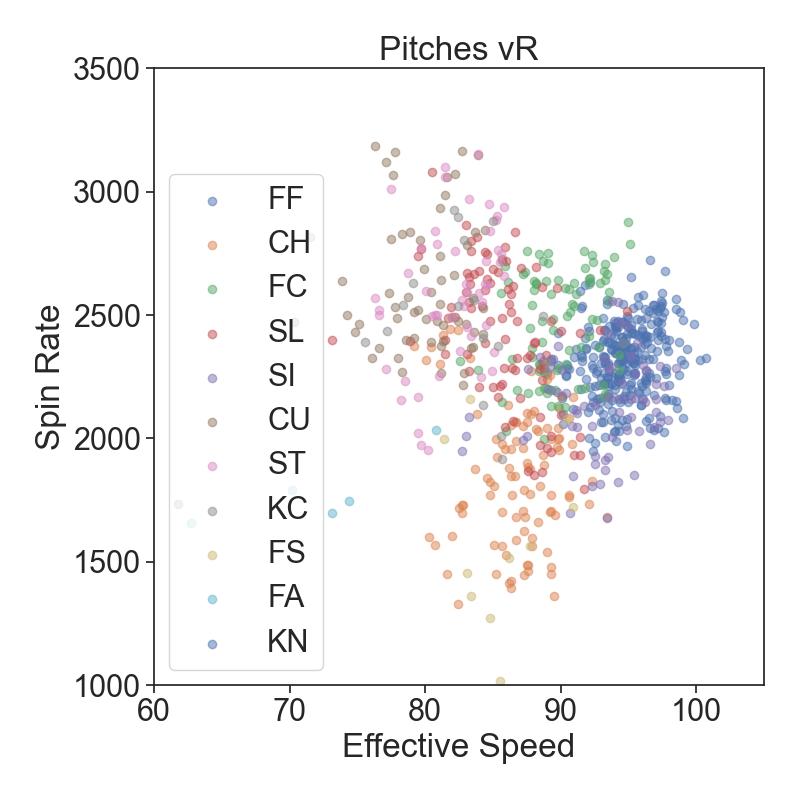 Pitches vR
3500
3000
2500
2000
1500
1000
Spin Rate
FF
CH
FC
SL
SI
CU
ST
KC
FS
FA
KN
60 70 80 90 100
Effective Speed